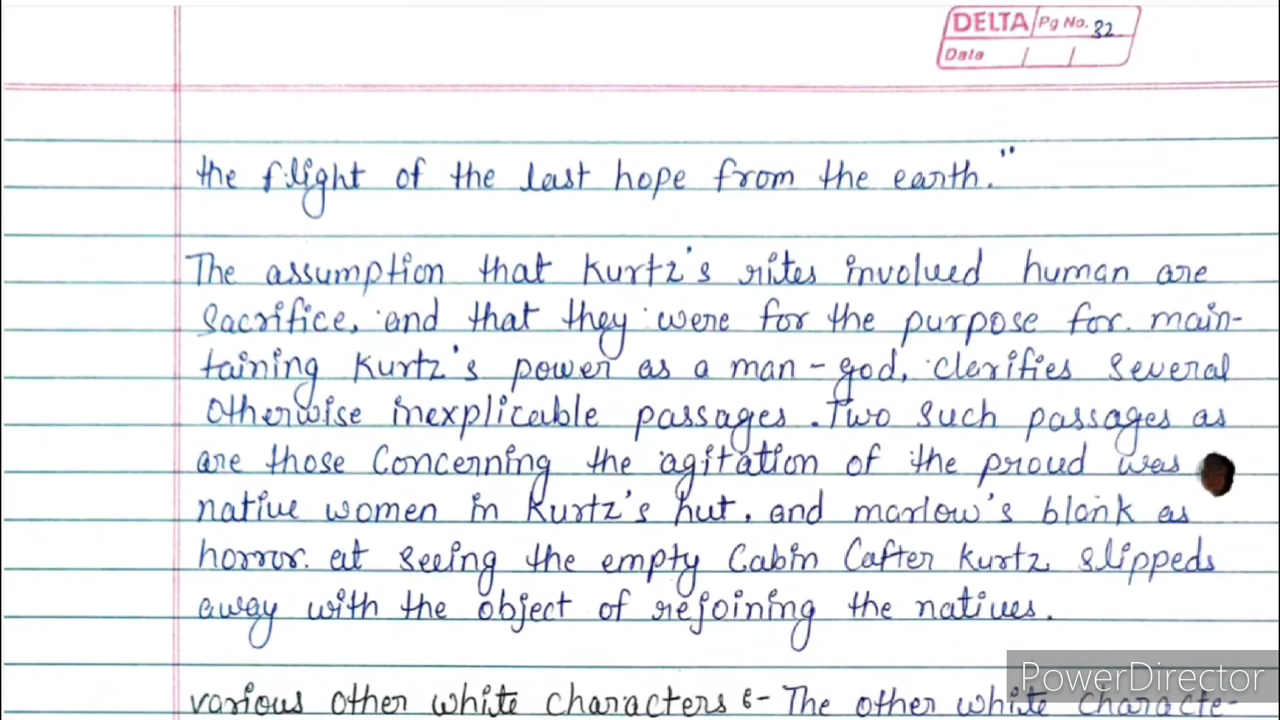 DELTA Pg No. 32
Date / /
the flight of the last hope from the earth."
The assumption that Kurtz's rites involued human are
sacrifice, and that they were for the purpose for main-
taining Kurtz's power as a man-god, clerifies several
otherwise inexplicable passages. Two such passages as
are those concerning the agitation of the proud was
native women in Kurtz's hut, and marlow's blank as
horror at seeing the empty cabin Cafter Kurtz slippeds
away with the object of rejoining the natives.
various other white characters :- The other white characte-
PowerDirector